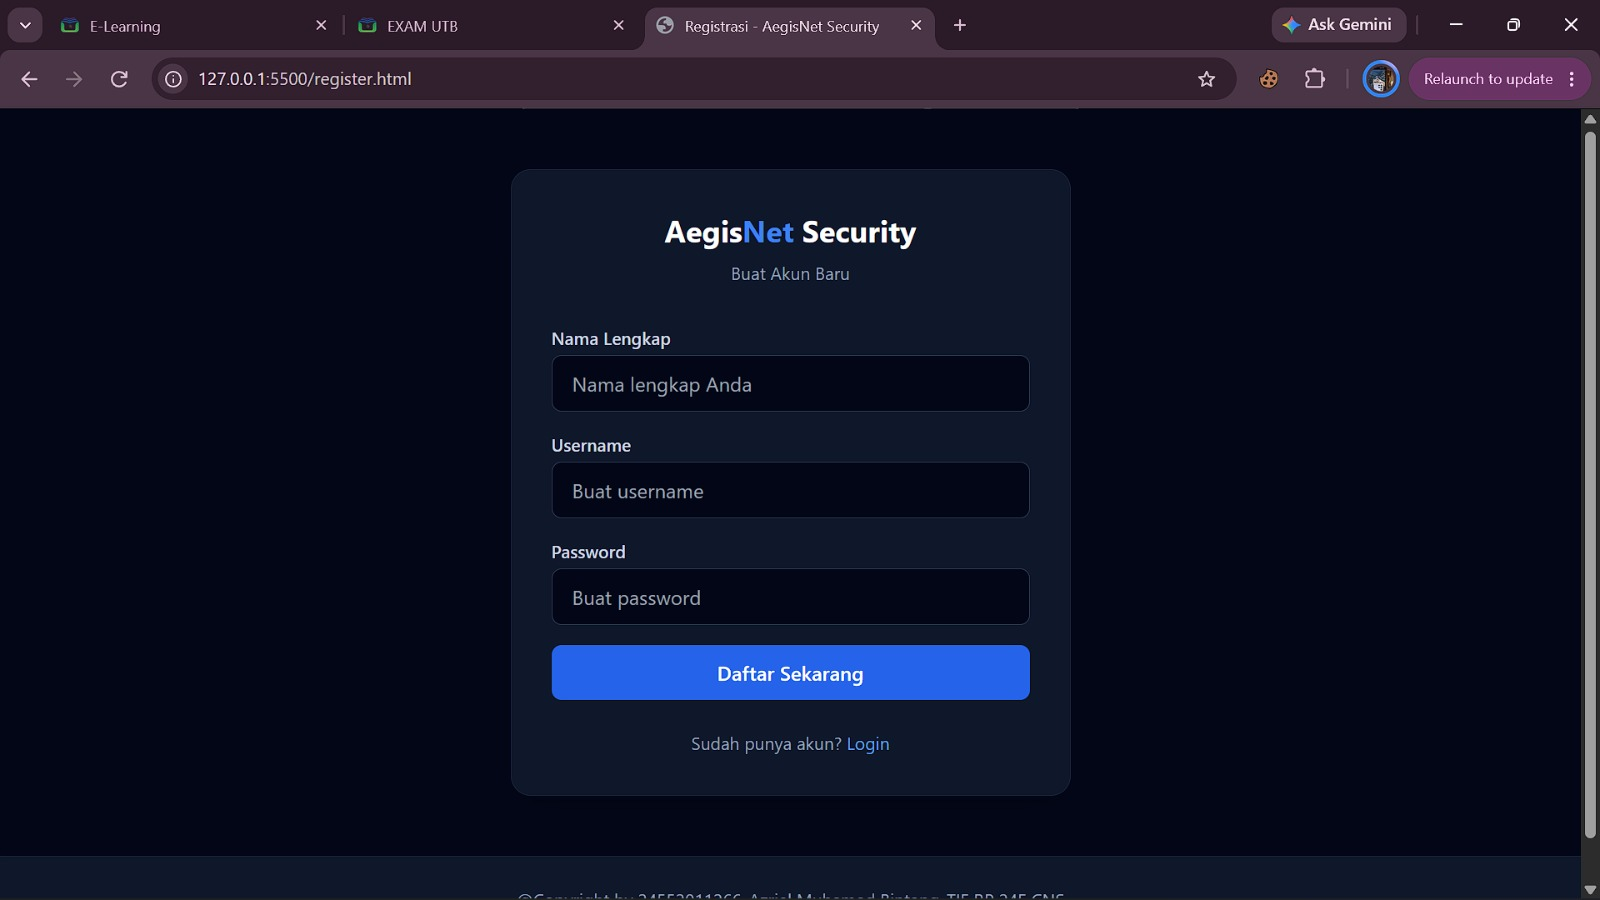 E-Learning
EXAM UTB
Registrasi - AegisNet Security
Ask Gemini
127.0.0.1:5500/register.html
Relaunch to update
AegisNet Security
Buat Akun Baru
Nama Lengkap
Nama lengkap Anda
Username
Buat username
Password
Buat password
Daftar Sekarang
Sudah punya akun? Login